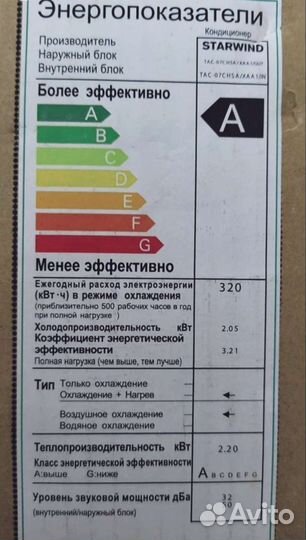 Энергопоказатели
Кондиционер
Производитель STARWIND
Наружный блок
Внутренний блок TAC-07CHSA/XAA1/IN
Более эффективно
A A
B
C
D
E
F
G
Менее эффективно
Ежегодный расход электроэнергии
(кВт·ч) в режиме охлаждения 320
(приблизительно 500 рабочих часов в год
при полной нагрузке)
Холодопроизводительность кВт 2.05
Коэффициент энергетической
эффективности 3,21
Полная нагрузка (чем выше, тем лучше)
Тип Только охлаждение
Охлаждение + Нагрев
Воздушное охлаждение
Водяное охлаждение
Теплопроизводительность кВт 2.20
Класс энергетической эффективности
A:выше G:ниже A B C D E F G
Уровень звуковой мощности дБа 32
(внутренний/наружный блок) 50
Avito